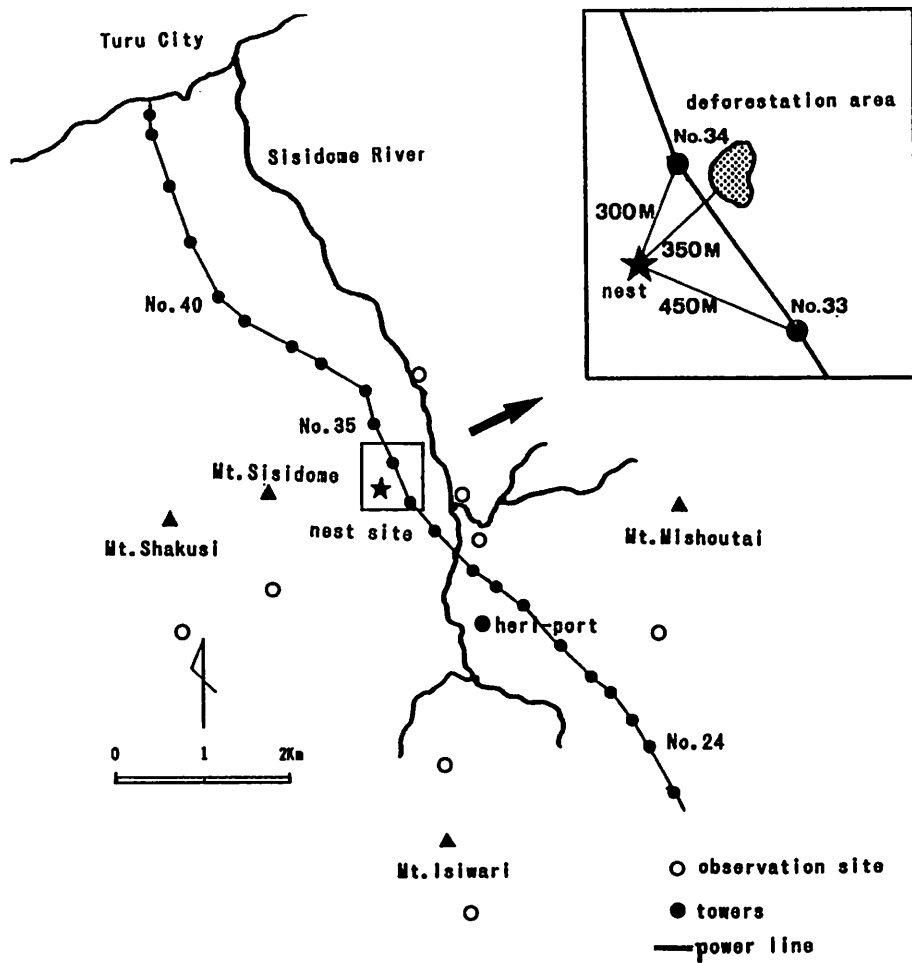 Turu City
Sisidome River
deforestation area
No.34
300M
350M
nest
450M
No.33
No.40
No.35
Mt.Sisidome
nest site
Mt.Shakusi
Mt.Mishoutai
heri-port
0 1 2Km
No.24
Mt.Isiwari
observation site
towers
power line